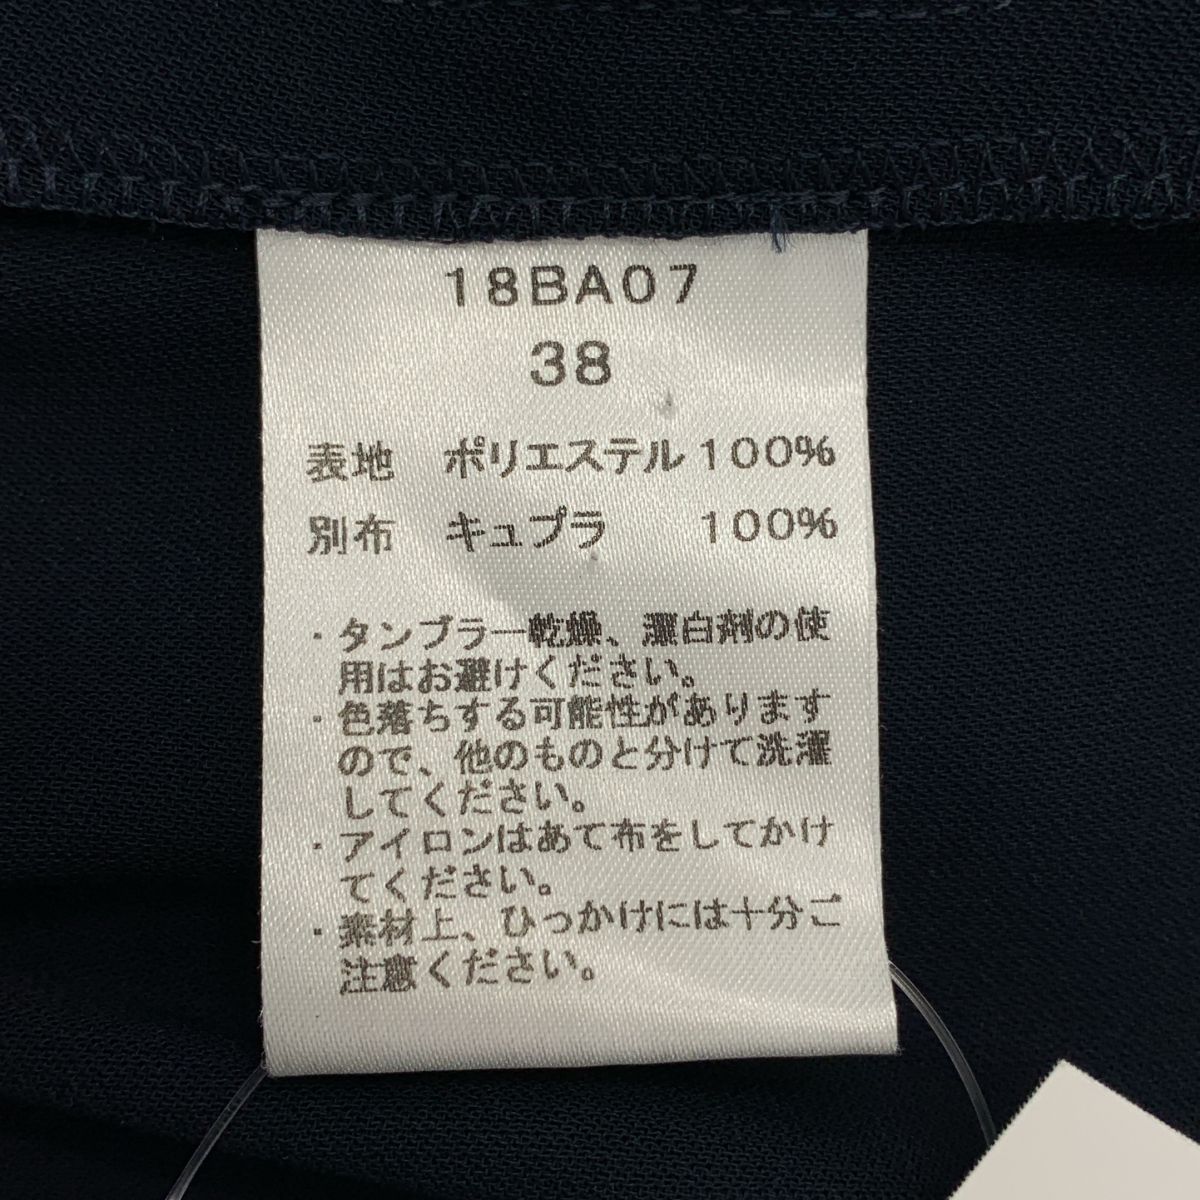 18BA07
38
表地 ポリエステル 100%
別布 キュプラ 100%
・タンブラー乾燥、漂白剤の使
用はお避けください。
・色落ちする可能性があります
ので、他のものと分けて洗濯
してください。
・アイロンはあて布をしてかけ
てください。
・素材上、ひっかけには十分ご
注意ください。